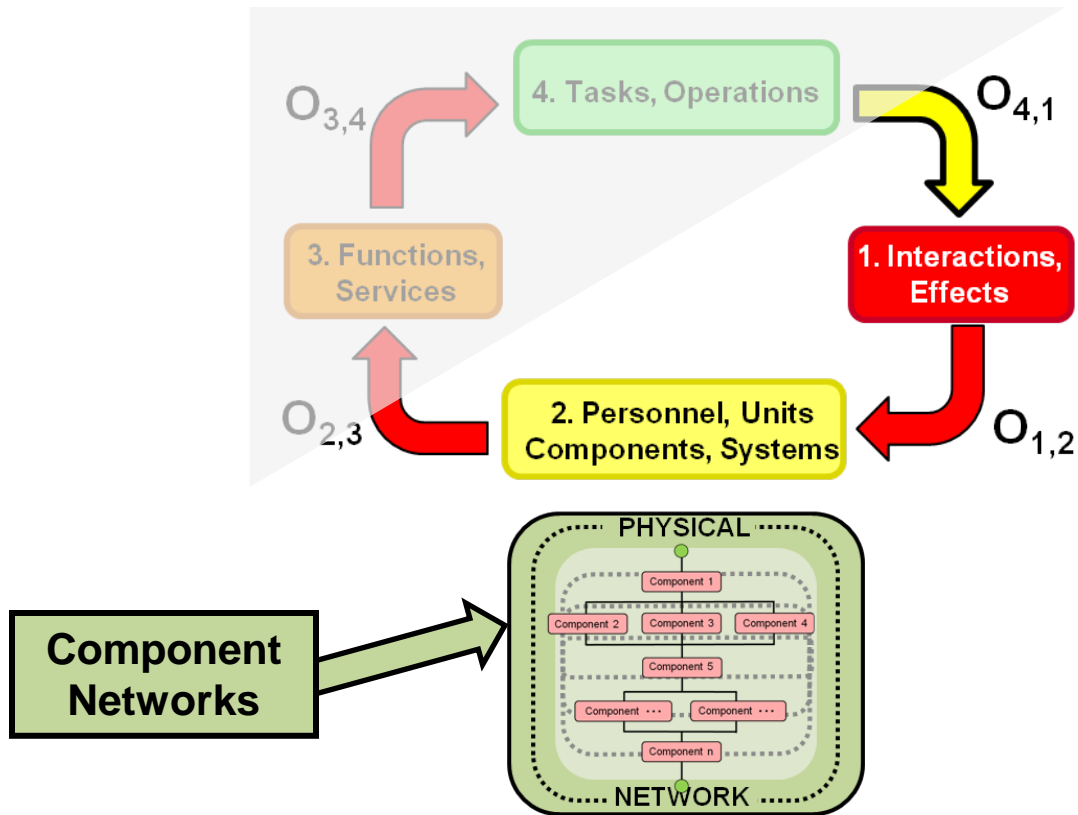 4. Tasks, Operations
O3,4
O4,1
3. Functions,
Services
1. Interactions,
Effects
2. Personnel, Units
Components, Systems
O2,3
O1,2
PHYSICAL
Component 1
Component 2
Component 3
Component 4
Component 5
Component ...
Component ...
Component n
NETWORK
Component
Networks